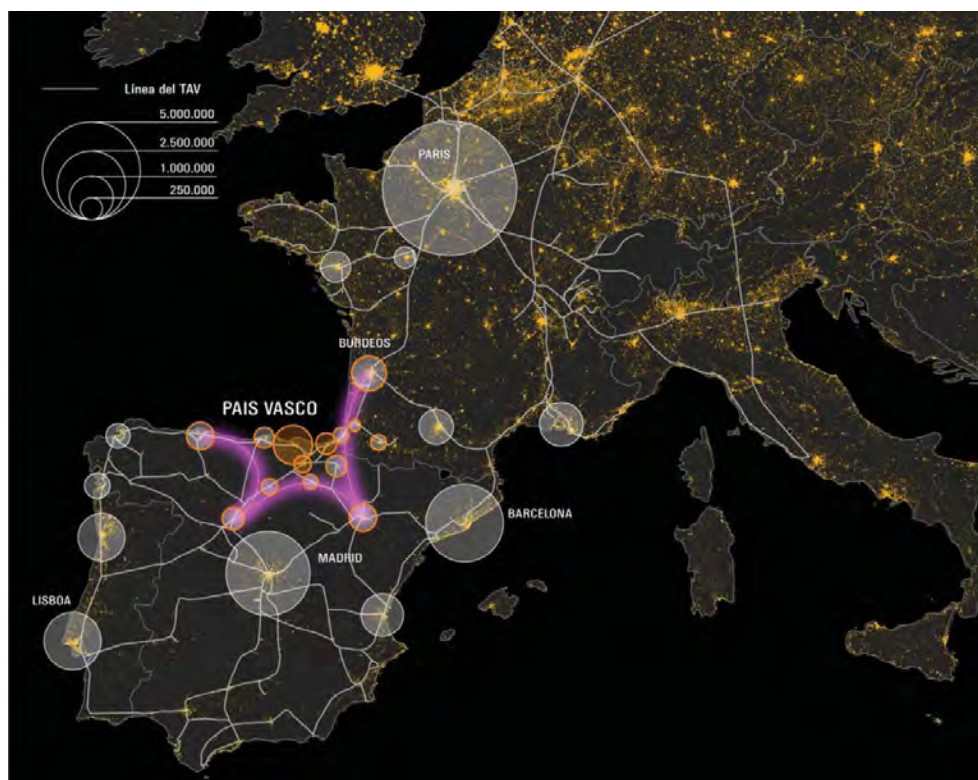 Línea del TAV
5.000.000
2.500.000
1.000.000
250.000
PARIS
BURDEOS
PAIS VASCO
BARCELONA
MADRID
LISBOA